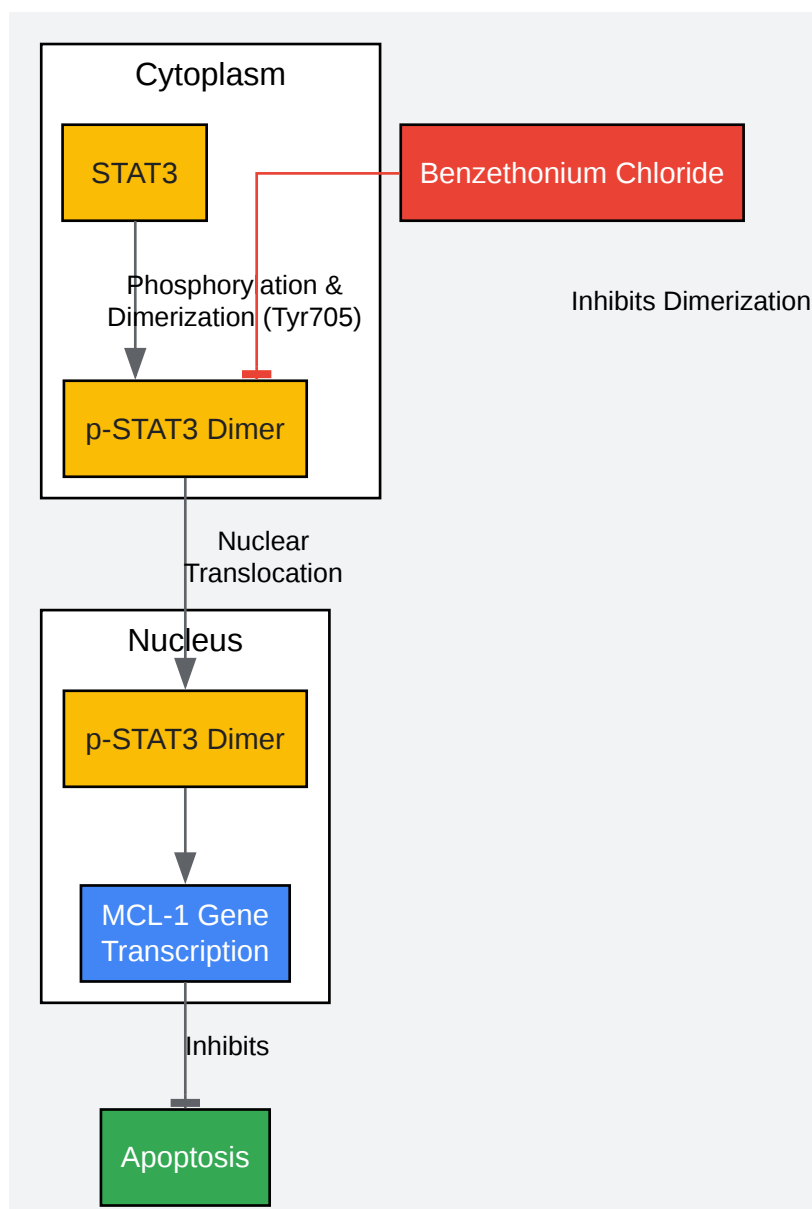 Cytoplasm
STAT3
Benzethonium Chloride
Phosphorylation &
Dimerization (Tyr705)
Inhibits Dimerization
p-STAT3 Dimer
Nuclear
Translocation
Nucleus
p-STAT3 Dimer
MCL-1 Gene
Transcription
Inhibits
Apoptosis